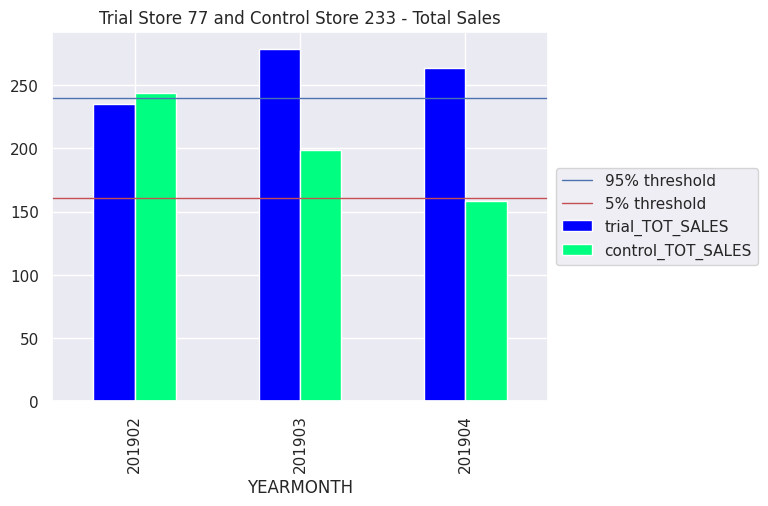 Trial Store 77 and Control Store 233 - Total Sales
250
200
150
100
50
0
201902
201903
201904
YEARMONTH
95% threshold
5% threshold
trial_TOT_SALES
control_TOT_SALES